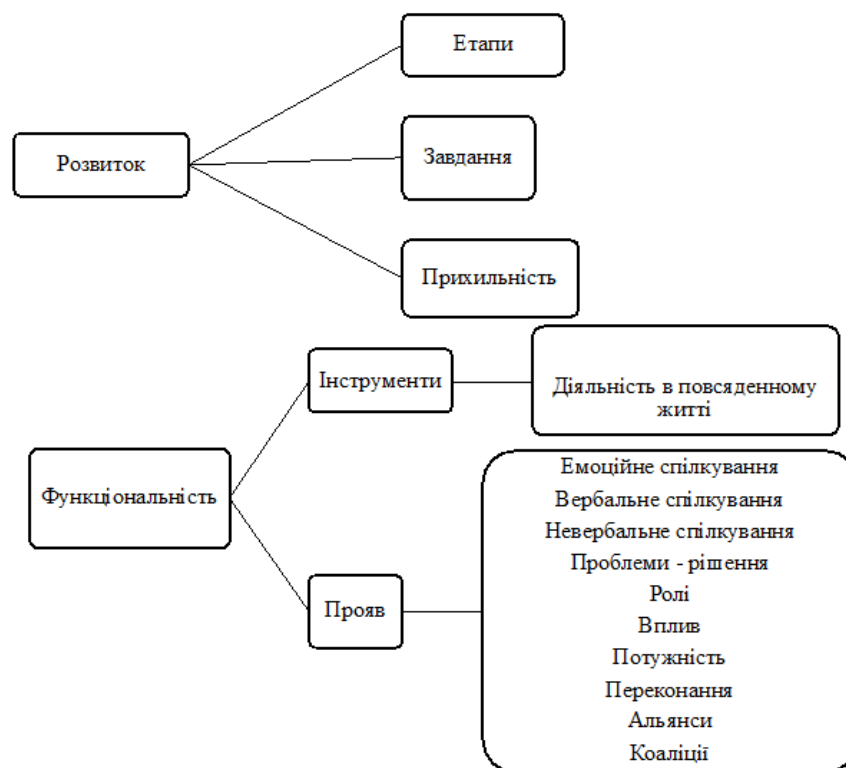 Етапи
Розвиток
Завдання
Прихильність
Інструменти
Діяльність в повсяденному
житті
Функціональність
Прояв
Емоційне спілкування
Вербальне спілкування
Невербальне спілкування
Проблеми - рішення
Ролі
Вплив
Потужність
Переконання
Альянси
Коаліції